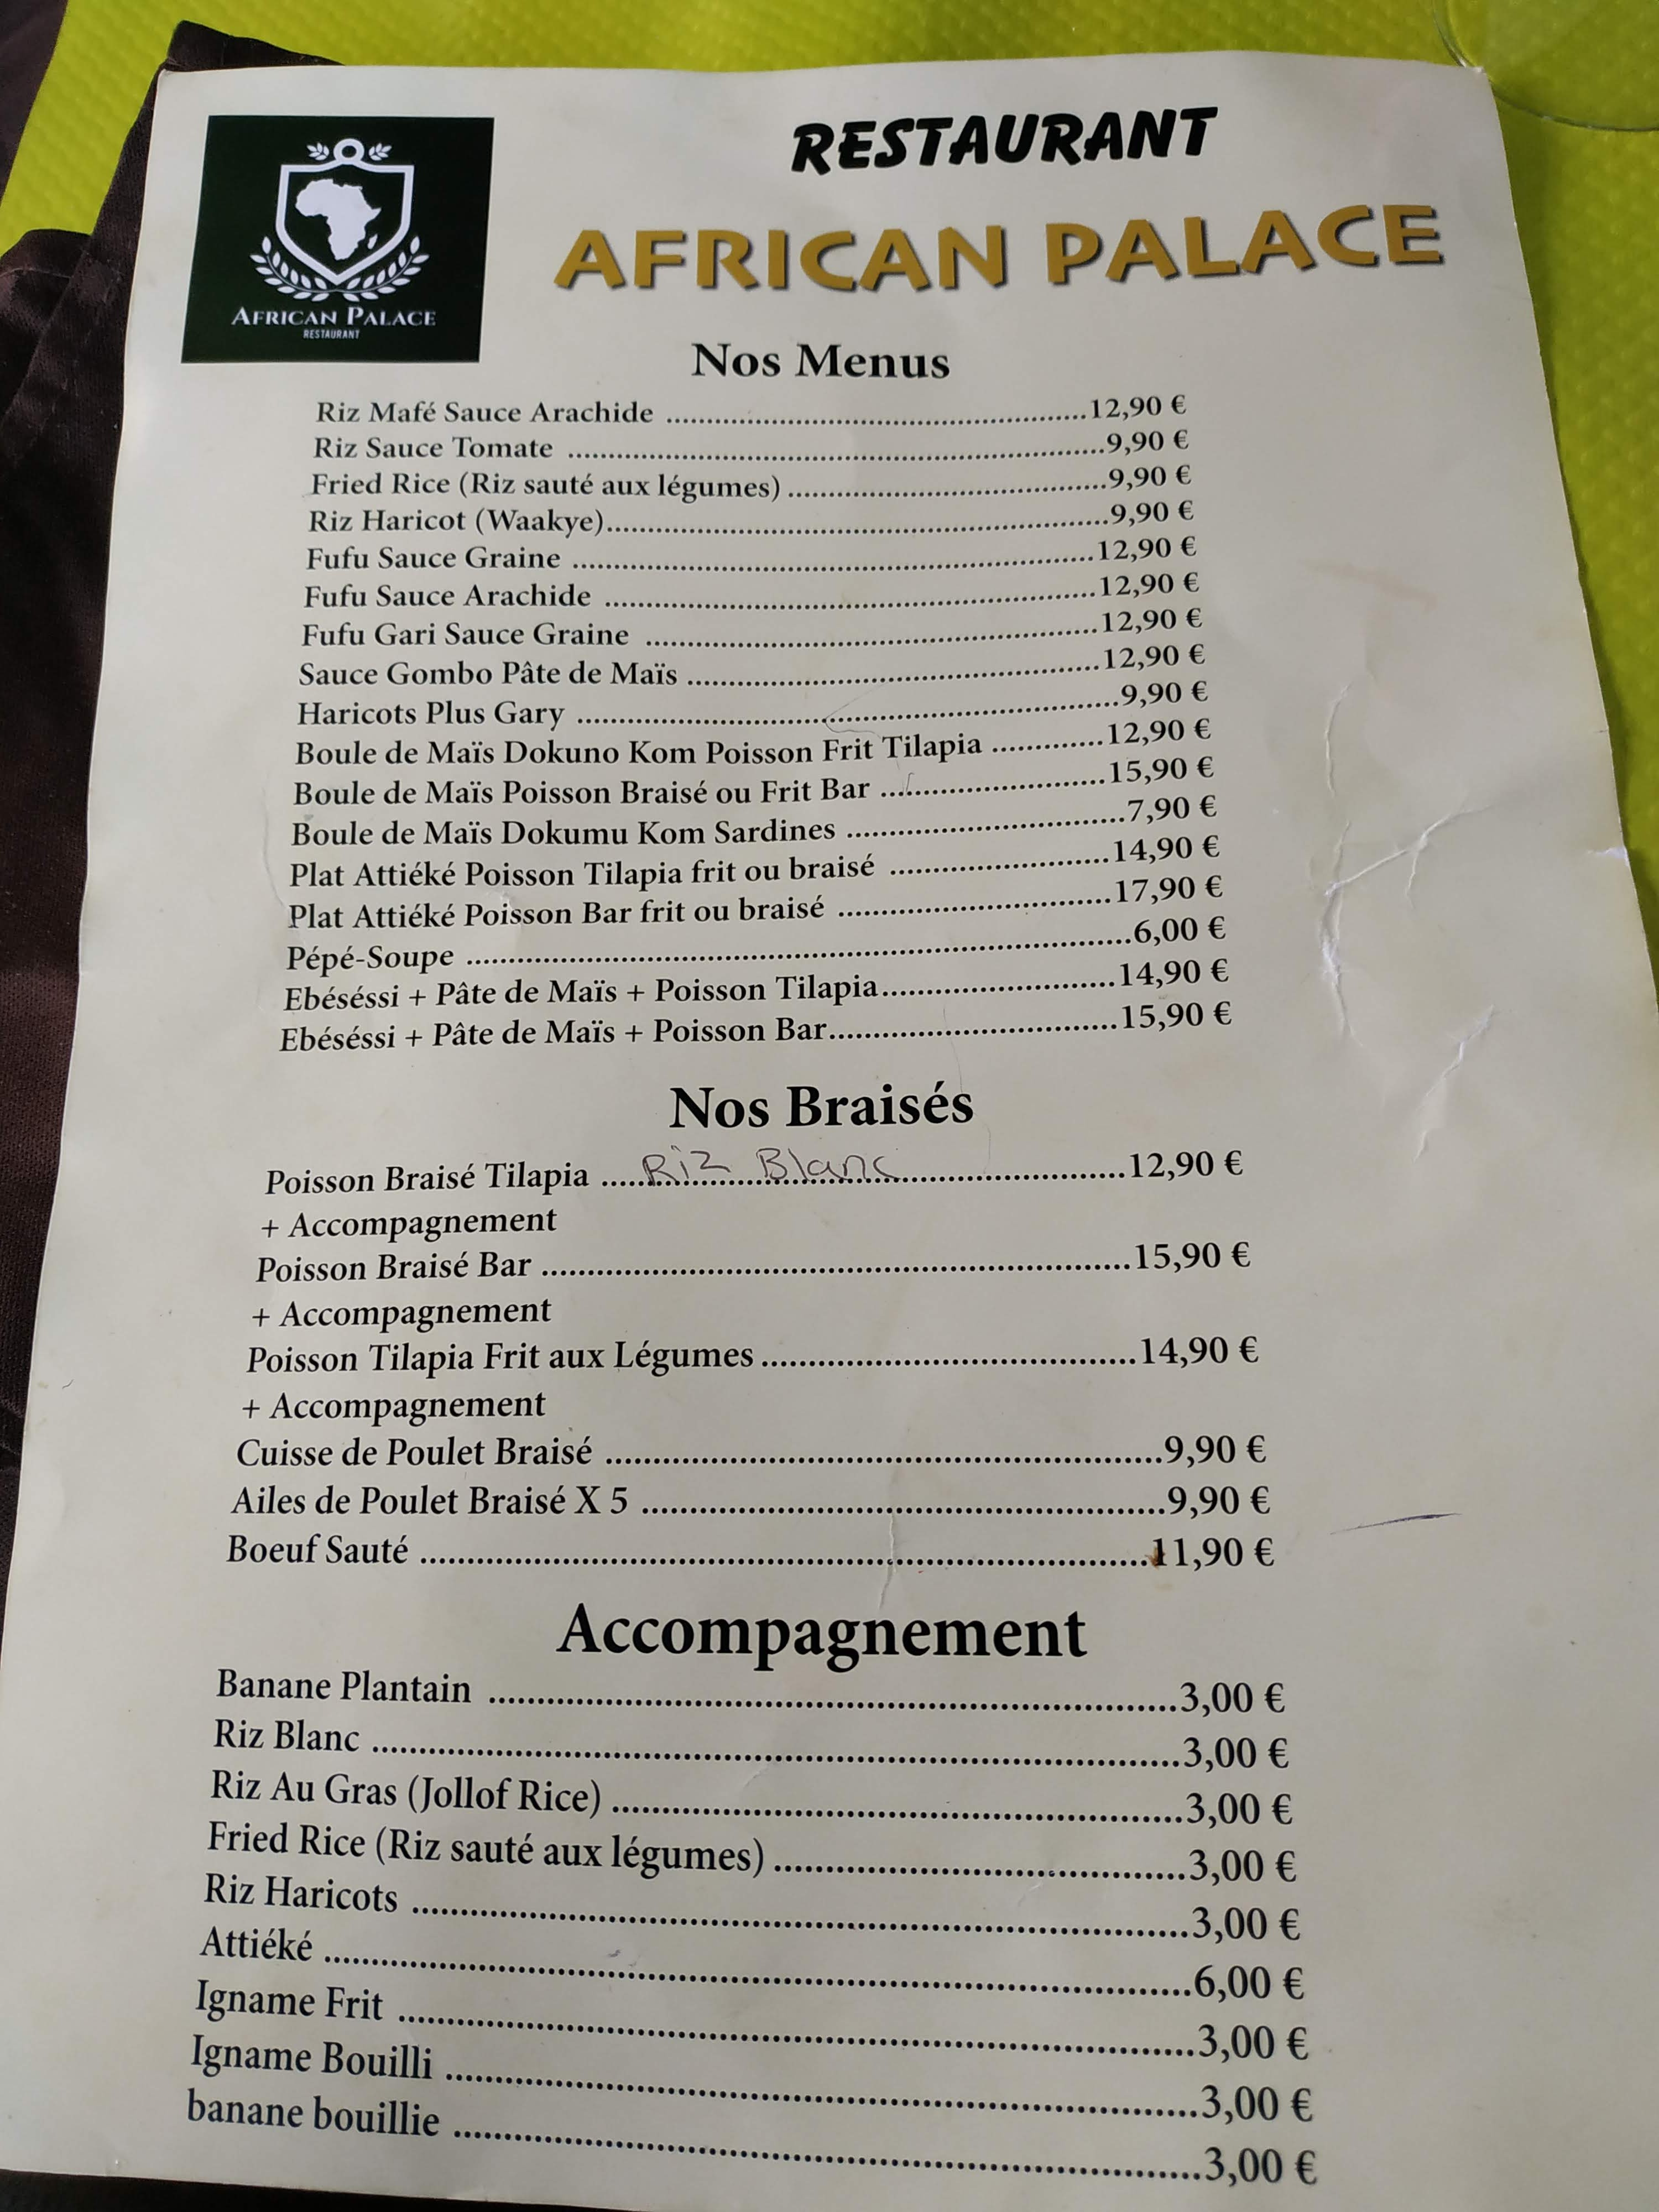 RESTAURANT
AFRICAN PALACE
AFRICAN PALACE
RESTAURANT
Nos Menus
Riz Mafé Sauce Arachide ........................................................12,90 €
Riz Sauce Tomate ........................................................................9,90 €
Fried Rice (Riz sauté aux légumes) ..........................................9,90 €
Riz Haricot (Waakye)..................................................................9,90 €
Fufu Sauce Graine .....................................................................12,90 €
Fufu Sauce Arachide .................................................................12,90 €
Fufu Gari Sauce Graine ............................................................12,90 €
Sauce Gombo Pâte de Maïs ......................................................12,90 €
Haricots Plus Gary ......................................................................9,90 €
Boule de Maïs Dokuno Kom Poisson Frit Tilapia ..............12,90 €
Boule de Maïs Poisson Braisé ou Frit Bar ............................15,90 €
Boule de Maïs Dokumu Kom Sardines ..................................7,90 €
Plat Attiéké Poisson Tilapia frit ou braisé ...........................14,90 €
Plat Attiéké Poisson Bar frit ou braisé .................................17,90 €
Pépé-Soupe ..................................................................................6,00 €
Ebéséssi + Pâte de Maïs + Poisson Tilapia............................14,90 €
Ebéséssi + Pâte de Maïs + Poisson Bar..................................15,90 €
Nos Braisés
Poisson Braisé Tilapia ..... Riz Blanc ...........................12,90 €
+ Accompagnement
Poisson Braisé Bar ....................................................................15,90 €
+ Accompagnement
Poisson Tilapia Frit aux Légumes ...........................................14,90 €
+ Accompagnement
Cuisse de Poulet Braisé ..............................................................9,90 €
Ailes de Poulet Braisé X 5 .........................................................9,90 €
Boeuf Sauté ..................................................................................11,90 €
Accompagnement
Banane Plantain ..........................................................................3,00 €
Riz Blanc .......................................................................................3,00 €
Riz Au Gras (Jollof Rice) ...........................................................3,00 €
Fried Rice (Riz sauté aux légumes) ..........................................3,00 €
Riz Haricots .................................................................................3,00 €
Attiéké ..........................................................................................6,00 €
Igname Frit ..................................................................................3,00 €
Igname Bouilli .............................................................................3,00 €
banane bouillie ............................................................................3,00 €